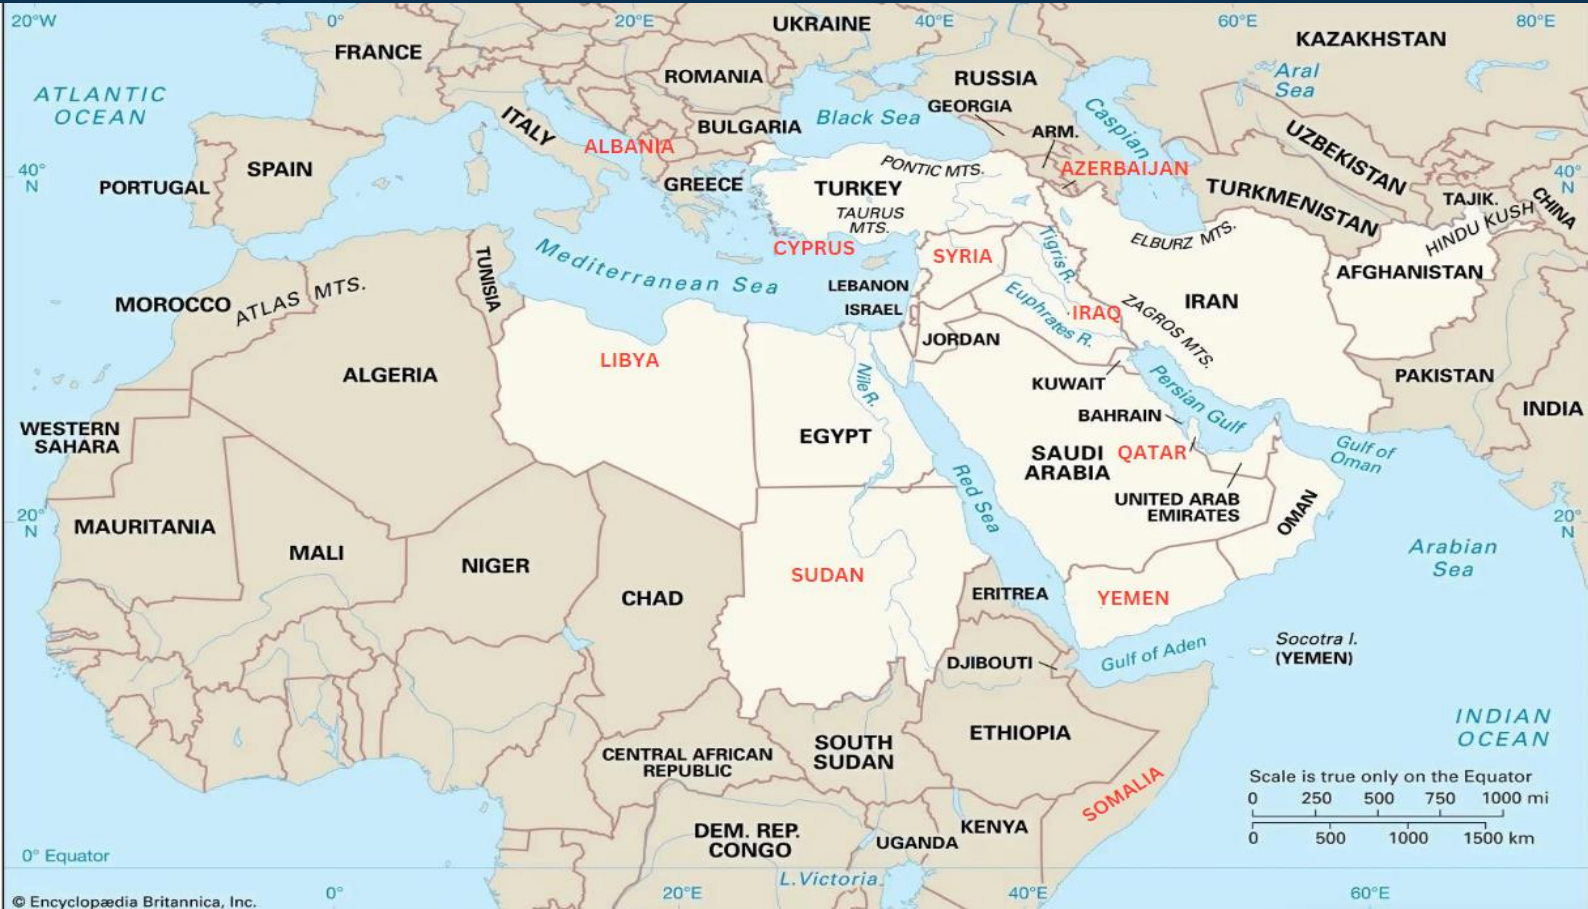 20°W
0°
20°E
40°E
60°E
80°E
UKRAINE
KAZAKHSTAN
FRANCE
ROMANIA
RUSSIA
Aral
Sea
ATLANTIC
OCEAN
GEORGIA
Caspian
ITALY
BULGARIA
Black Sea
ARM.
UZBEKISTAN
ALBANIA
SPAIN
PONTIC MTS.
AZERBAIJAN
40°
N
40°
N
PORTUGAL
GREECE
TURKEY
TURKMENISTAN
TAJIK.
CHINA
TAURUS
MTS.
HINDU KUSH
CYPRUS
SYRIA
Tigris R.
ELBURZ MTS.
TUNISIA
Mediterranean Sea
AFGHANISTAN
LEBANON
MOROCCO
ATLAS MTS.
ISRAEL
Euphrates R.
IRAQ
ZAGROS MTS.
IRAN
JORDAN
LIBYA
ALGERIA
Nile R.
KUWAIT
Persian Gulf
PAKISTAN
BAHRAIN
INDIA
WESTERN
SAHARA
EGYPT
SAUDI
ARABIA
QATAR
Gulf of
Oman
Red Sea
UNITED ARAB
EMIRATES
OMAN
20°
N
20°
N
MAURITANIA
MALI
NIGER
Arabian
Sea
SUDAN
CHAD
ERITREA
YEMEN
Socotra I.
(YEMEN)
DJIBOUTI
Gulf of Aden
ETHIOPIA
INDIAN
OCEAN
CENTRAL AFRICAN
REPUBLIC
SOUTH
SUDAN
SOMALIA
Scale is true only on the Equator
0 250 500 750 1000 mi
0 500 1000 1500 km
DEM. REP.
CONGO
UGANDA
KENYA
0° Equator
L.Victoria
0°
20°E
40°E
60°E
© Encyclopædia Britannica, Inc.